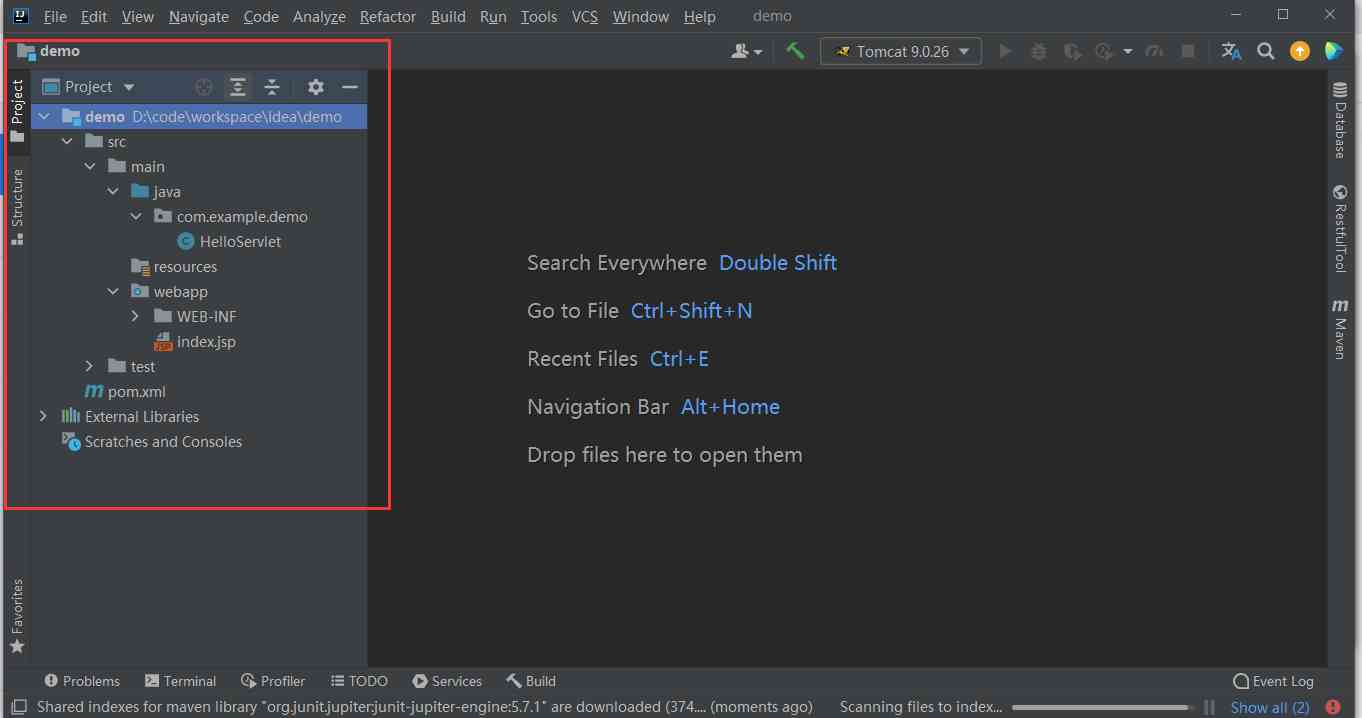 File Edit View Navigate Code Analyze Refactor Build Run Tools VCS Window Help demo
demo
Tomcat 9.0.26
Project
Project
Structure
Favorites
demo D:\code\workspace\idea\demo
src
main
java
com.example.demo
HelloServlet
resources
webapp
WEB-INF
index.jsp
test
pom.xml
External Libraries
Scratches and Consoles
Search Everywhere Double Shift
Go to File Ctrl+Shift+N
Recent Files Ctrl+E
Navigation Bar Alt+Home
Drop files here to open them
Database
RestfulTool
Maven
Problems Terminal Profiler TODO Services Build Event Log
Shared indexes for maven library "org.junit.jupiter:junit-jupiter-engine:5.7.1" are downloaded (374.... (moments ago) Scanning files to index... Show all (2)